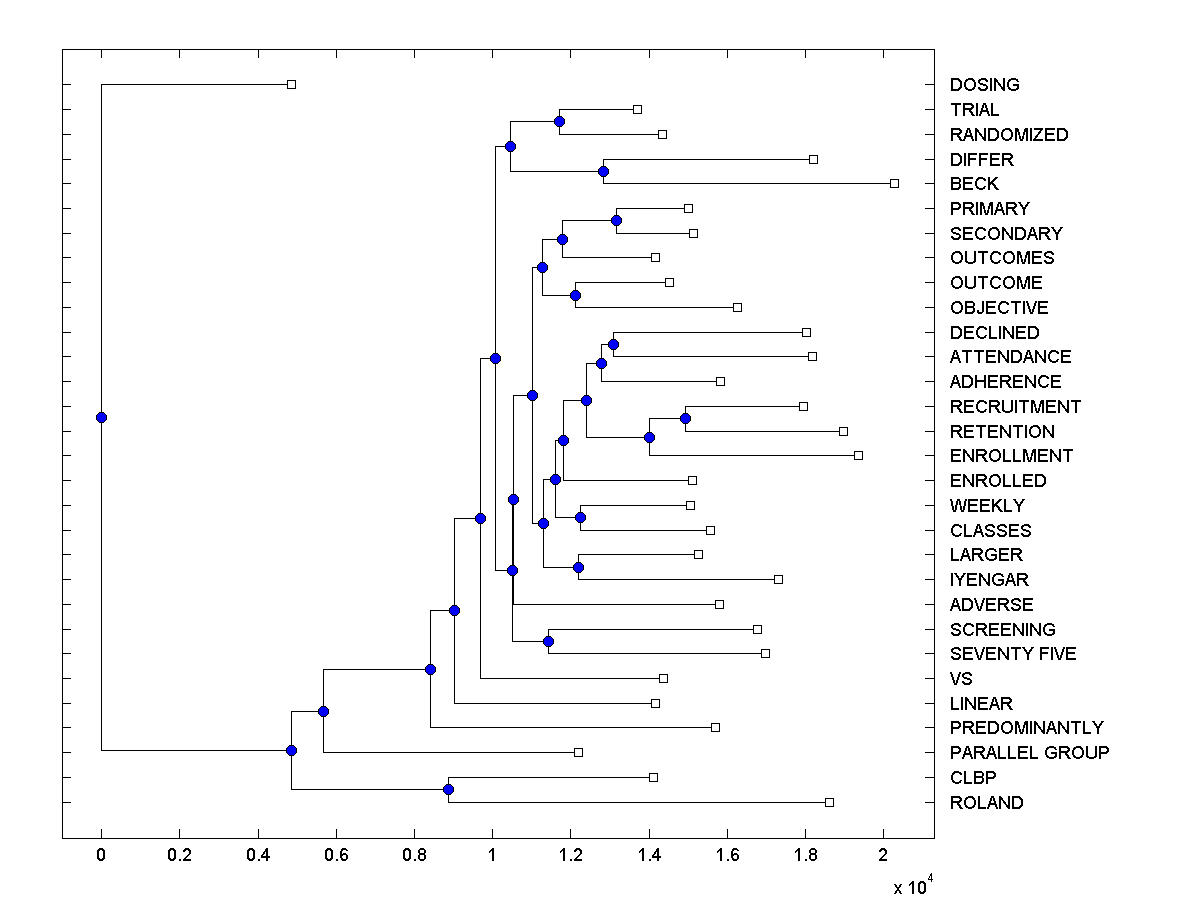 DOSING
TRIAL
RANDOMIZED
DIFFER
BECK
PRIMARY
SECONDARY
OUTCOMES
OUTCOME
OBJECTIVE
DECLINED
ATTENDANCE
ADHERENCE
RECRUITMENT
RETENTION
ENROLLMENT
ENROLLED
WEEKLY
CLASSES
LARGER
IYENGAR
ADVERSE
SCREENING
SEVENTY FIVE
VS
LINEAR
PREDOMINANTLY
PARALLEL GROUP
CLBP
ROLAND
0 0.2 0.4 0.6 0.8 1 1.2 1.4 1.6 1.8 2
x 10^4